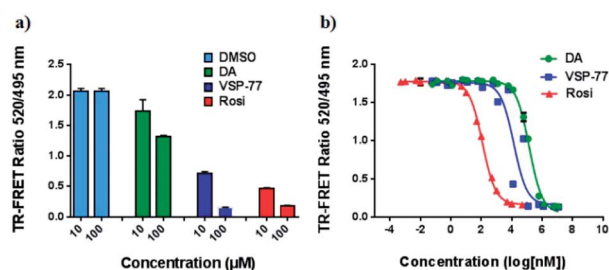 a)
TR-FRET Ratio 520/495 nm
2.5
2.0
1.5
1.0
0.5
0.0
DMSO
DA
VSP-77
Rosi
10 100 10 100 10 100 10 100
Concentration (µM)
b)
TR-FRET Ratio 520/495 nm
2.0
1.5
1.0
0.5
0.0
DA
VSP-77
Rosi
-4 -2 0 2 4 6 8 10
Concentration (log[nM])